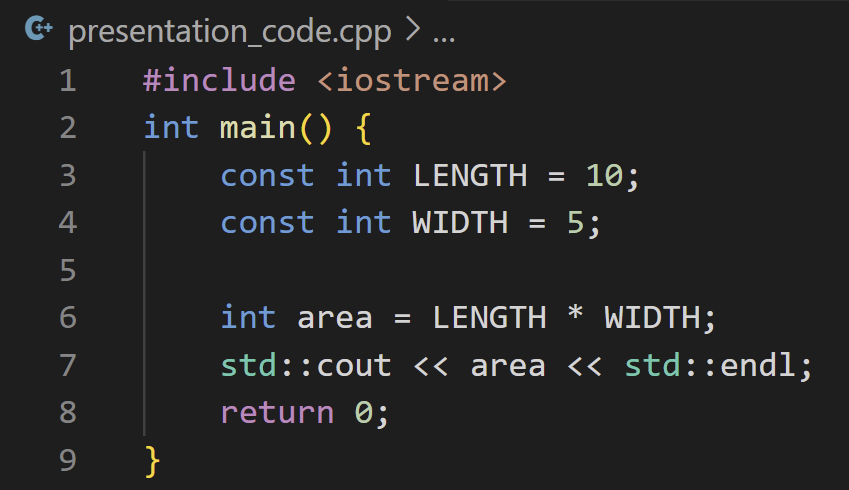 presentation_code.cpp > ...
1 #include <iostream>
2 int main() {
3     const int LENGTH = 10;
4     const int WIDTH = 5;
5
6     int area = LENGTH * WIDTH;
7     std::cout << area << std::endl;
8     return 0;
9 }